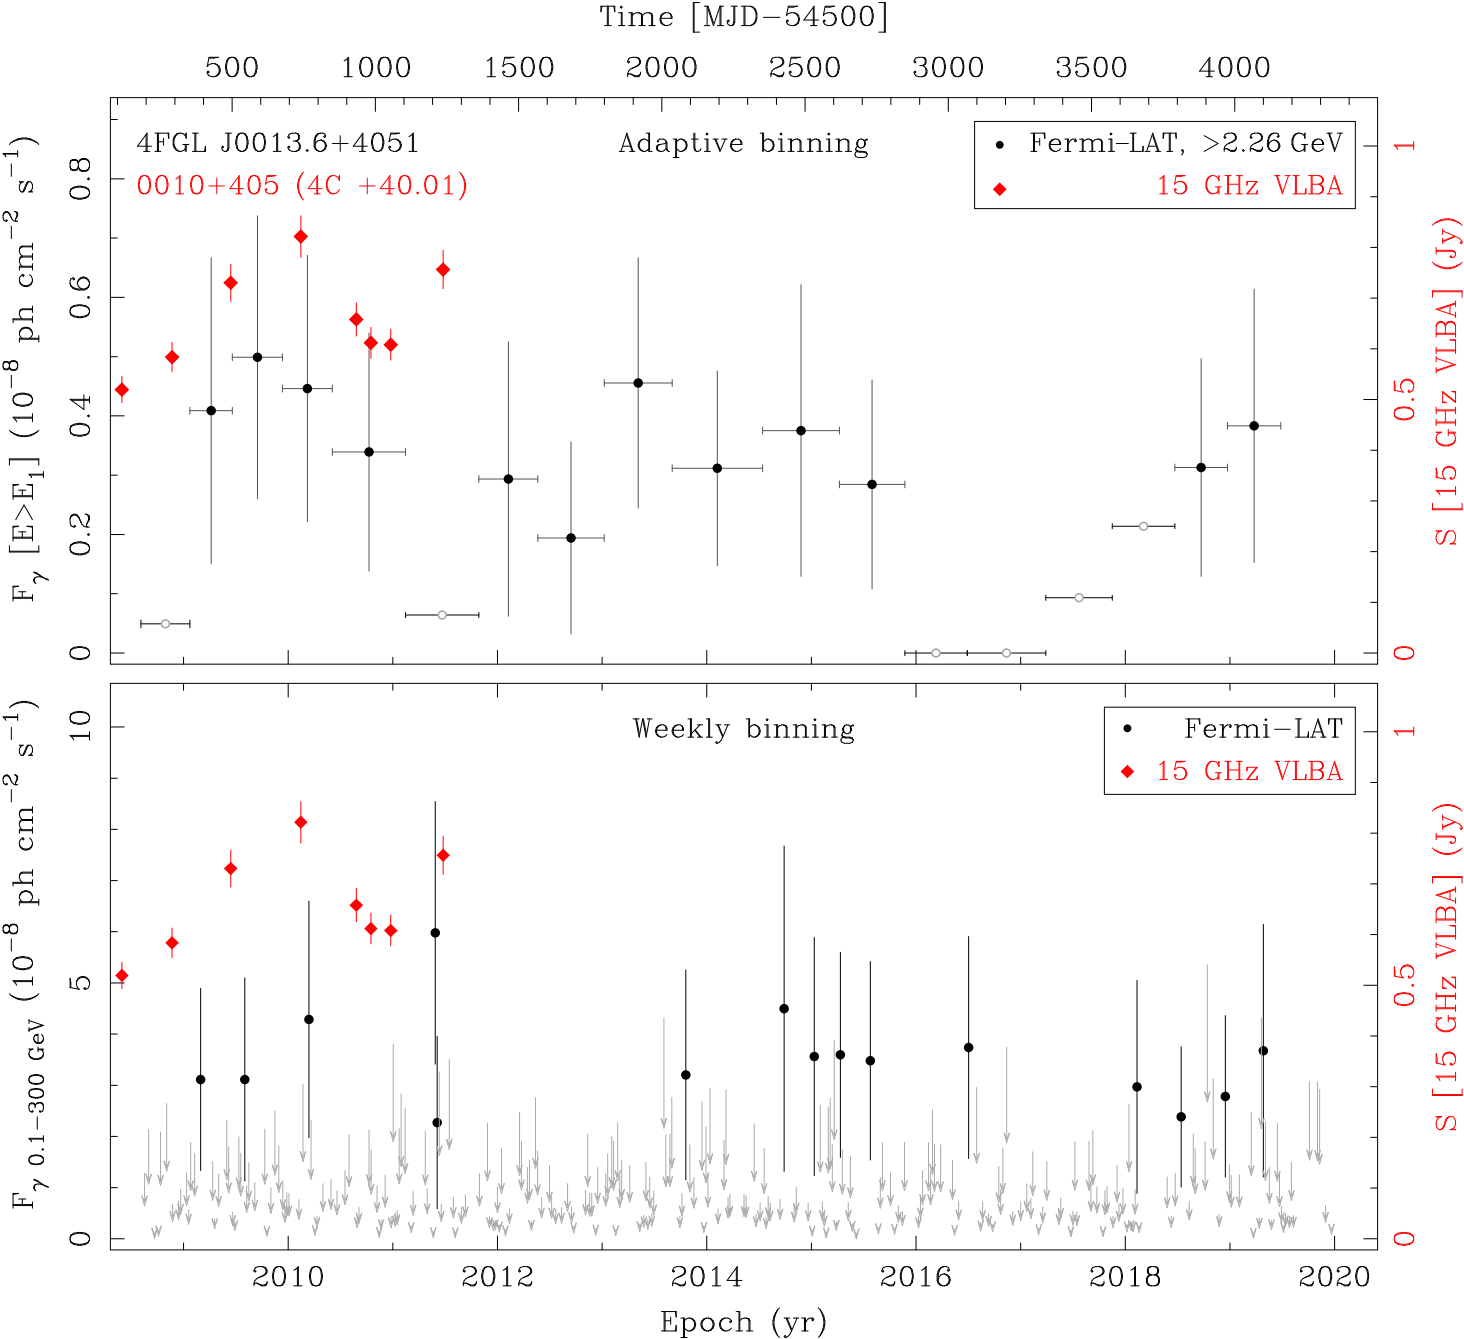 Time [MJD−54500]
500 1000 1500 2000 2500 3000 3500 4000
4FGL J0013.6+4051
0010+405 (4C +40.01)
Adaptive binning
Fermi−LAT, >2.26 GeV
15 GHz VLBA
F_γ [E>E_1] (10^−8 ph cm^−2 s^−1)
0.8
0.6
0.4
0.2
0
S [15 GHz VLBA] (Jy)
1
0.5
0
Weekly binning
Fermi−LAT
15 GHz VLBA
F_γ 0.1−300 GeV (10^−8 ph cm^−2 s^−1)
10
5
0
S [15 GHz VLBA] (Jy)
1
0.5
0
2010 2012 2014 2016 2018 2020
Epoch (yr)